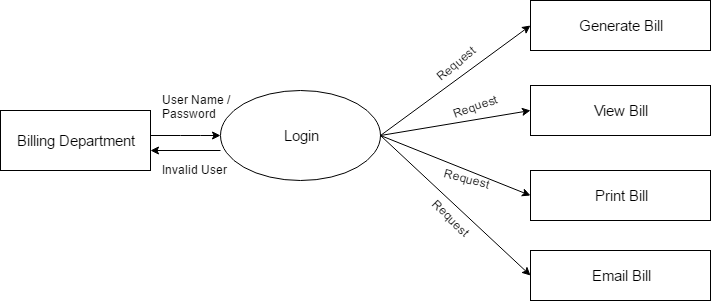 Generate Bill
Request
User Name /
Password
Request
View Bill
Billing Department
Login
Invalid User
Request
Print Bill
Request
Email Bill